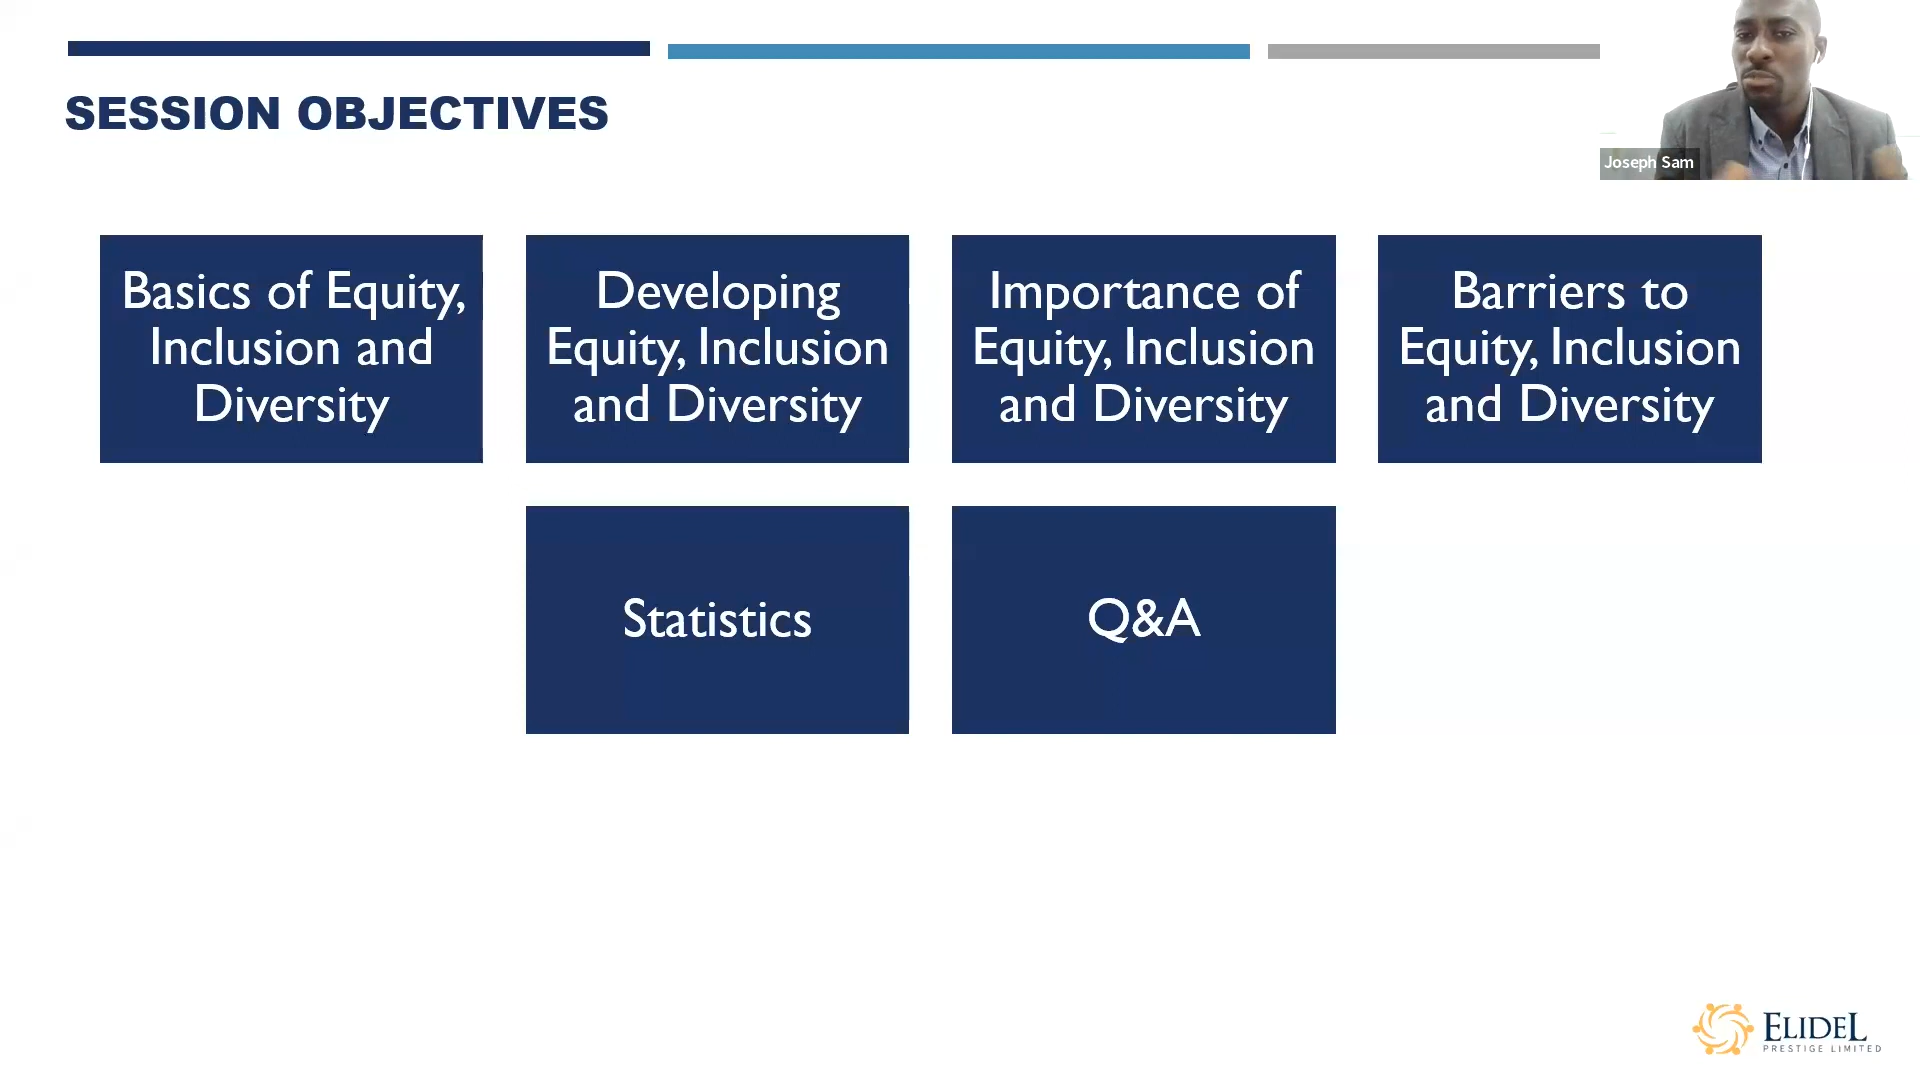 SESSION OBJECTIVES
Joseph Sam
Basics of Equity,
Inclusion and
Diversity
Developing
Equity, Inclusion
and Diversity
Importance of
Equity, Inclusion
and Diversity
Barriers to
Equity, Inclusion
and Diversity
Statistics
Q&A
ELIDEL
PRESTIGE LIMITED